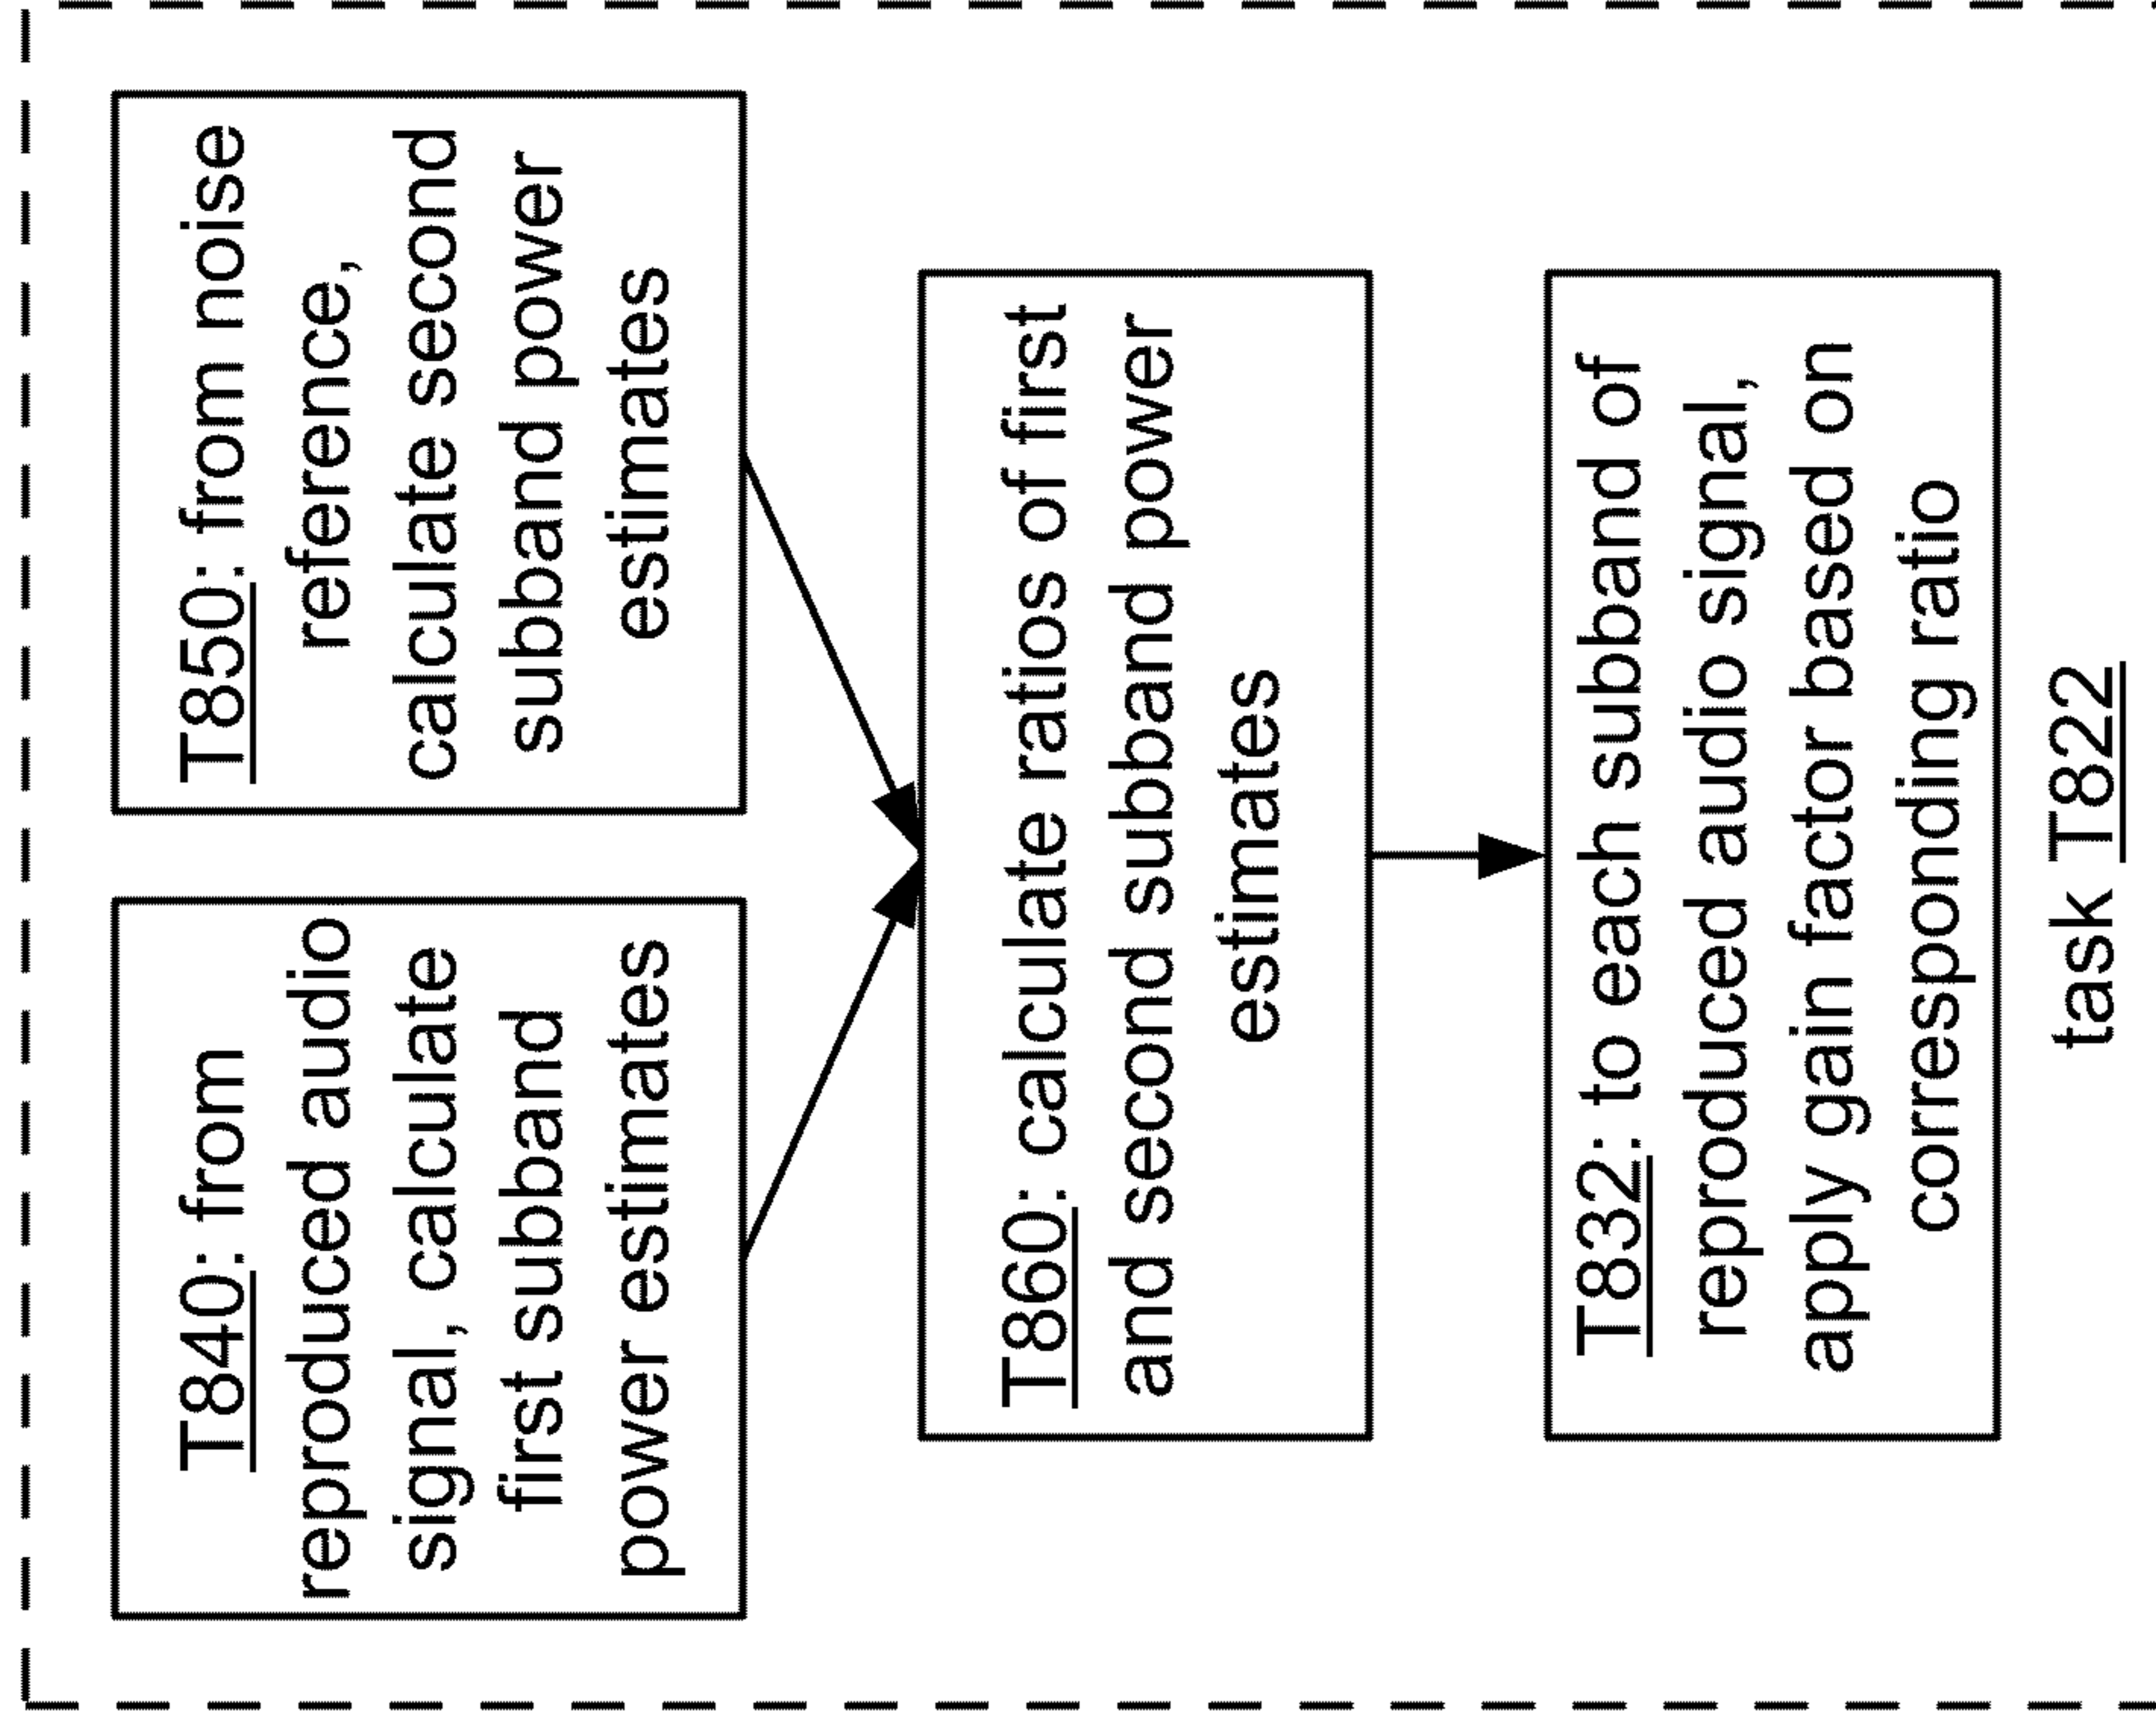 T840: from
reproduced audio
signal, calculate
first subband
power estimates
T850: from noise
reference,
calculate second
subband power
estimates
T860: calculate ratios of first
and second subband power
estimates
T832: to each subband of
reproduced audio signal,
apply gain factor based on
corresponding ratio
task T822